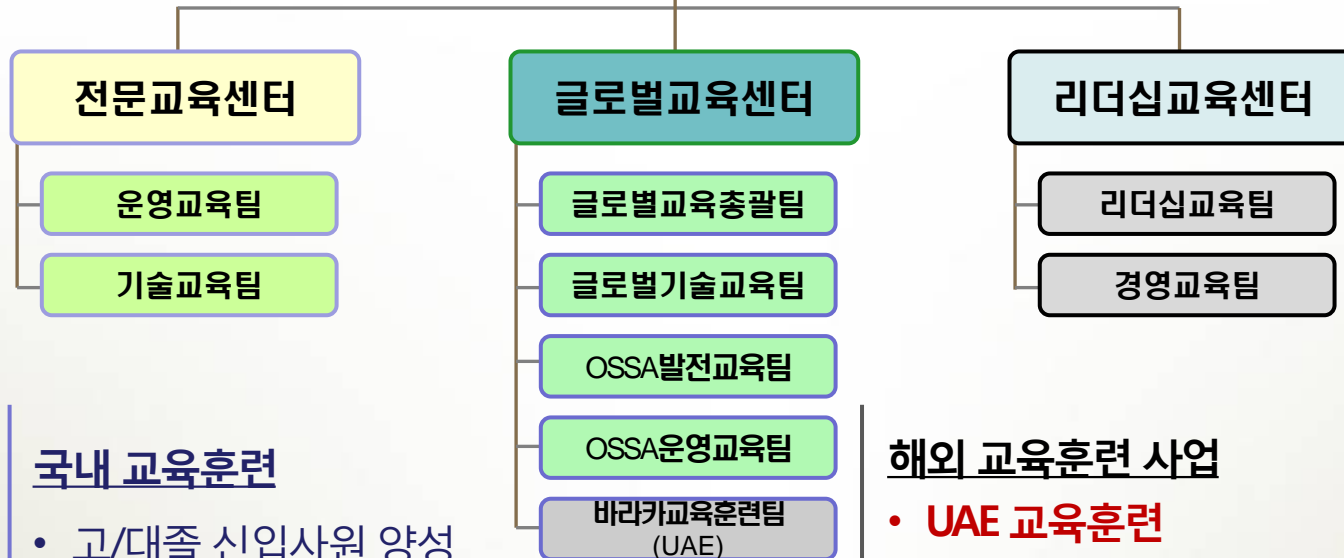 전문교육센터
글로벌교육센터
리더십교육센터
운영교육팀
기술교육팀
글로벌교육총괄팀
글로벌기술교육팀
OSSA발전교육팀
OSSA운영교육팀
바라카교육훈련팀
(UAE)
리더십교육팀
경영교육팀
국내 교육훈련
• 고/대졸 신입사원 양성
해외 교육훈련 사업
• UAE 교육훈련